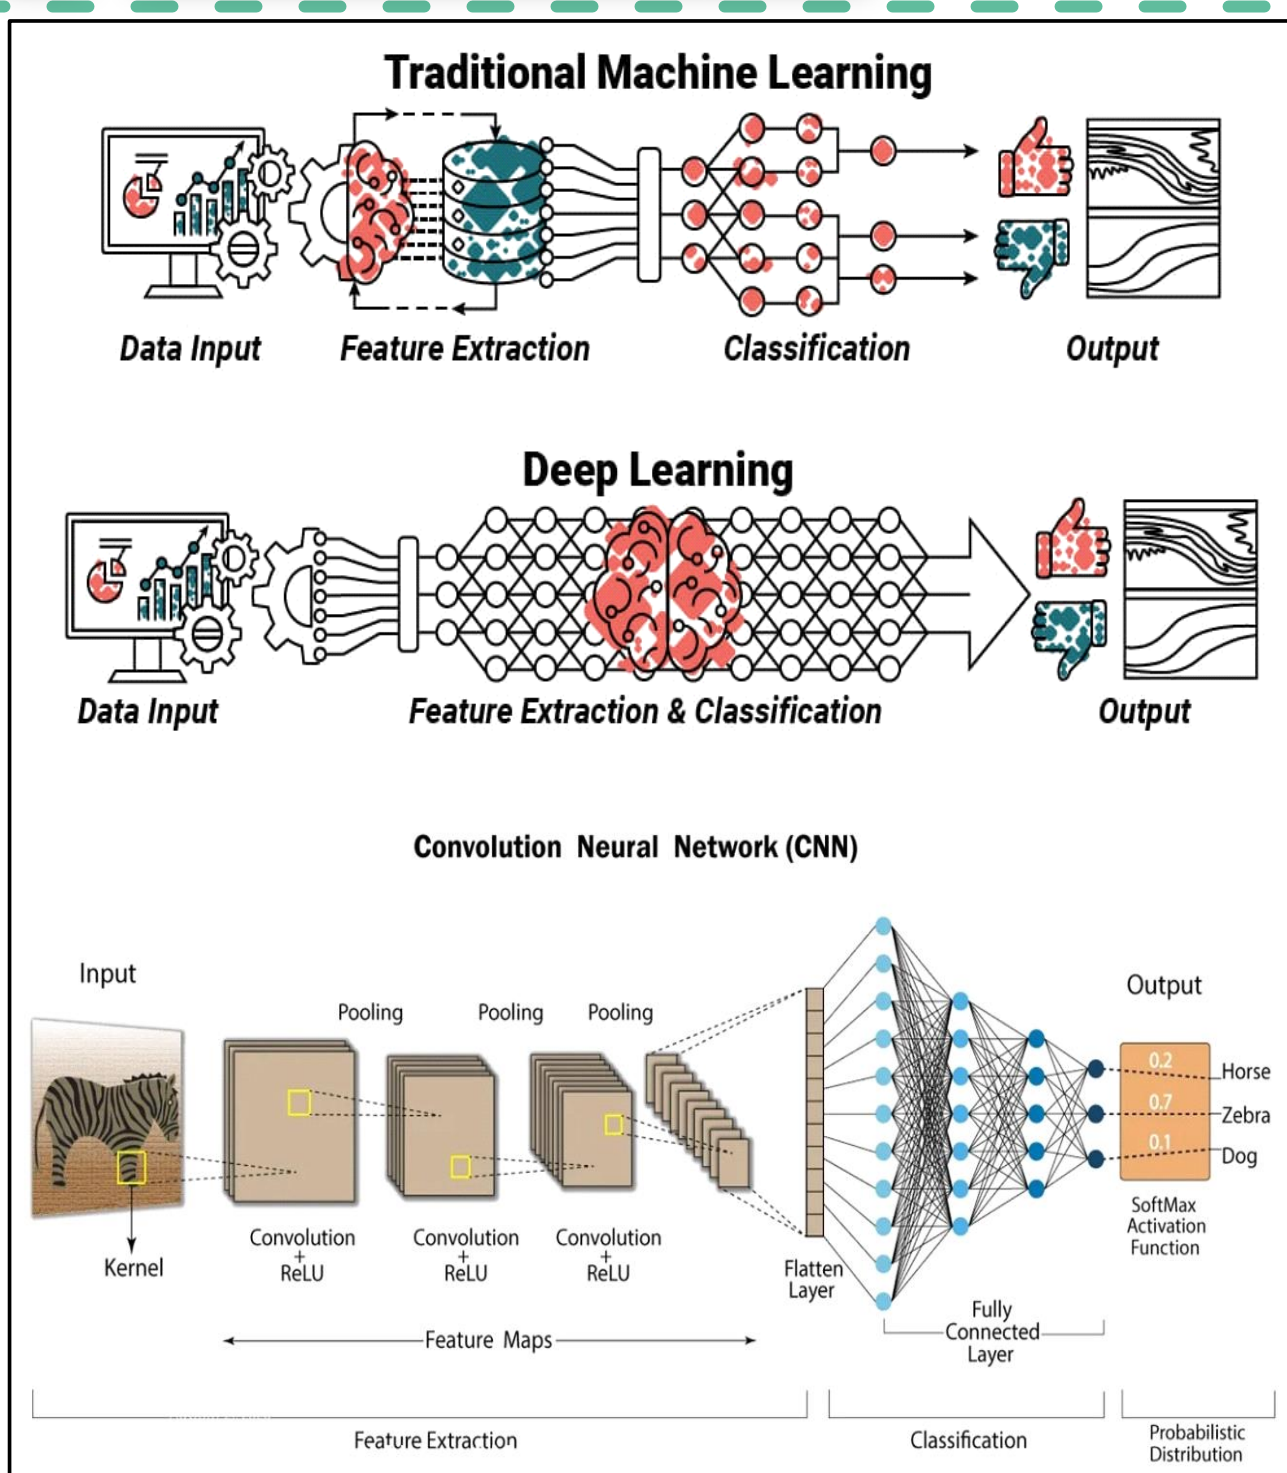 Traditional Machine Learning
Data Input
Feature Extraction
Classification
Output
Deep Learning
Data Input
Feature Extraction & Classification
Output
Convolution Neural Network (CNN)
Input
Pooling
Pooling
Pooling
Output
0.2
Horse
0.7
Zebra
0.1
Dog
SoftMax
Activation
Function
Kernel
Convolution
+
ReLU
Convolution
+
ReLU
Convolution
+
ReLU
Flatten
Layer
Fully
Connected
Layer
Feature Maps
Feature Extraction
Classification
Probabilistic
Distribution